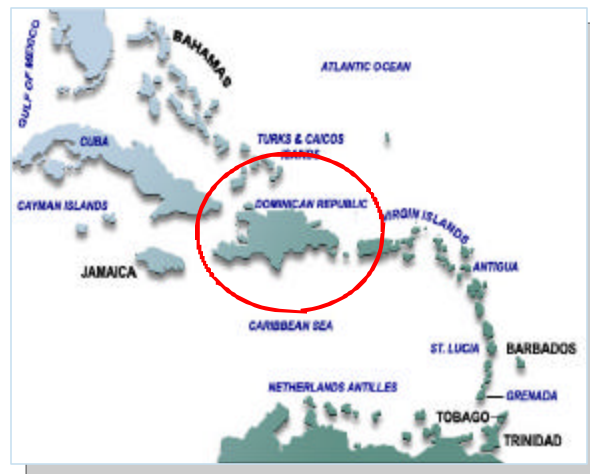 GULF OF MEXICO
BAHAMAS
ATLANTIC OCEAN
CUBA
TURKS & CAICOS
ISLANDS
CAYMAN ISLANDS
DOMINICAN REPUBLIC
VIRGIN ISLANDS
JAMAICA
ANTIGUA
CARIBBEAN SEA
ST. LUCIA
BARBADOS
NETHERLANDS ANTILLES
GRENADA
TOBAGO
TRINIDAD